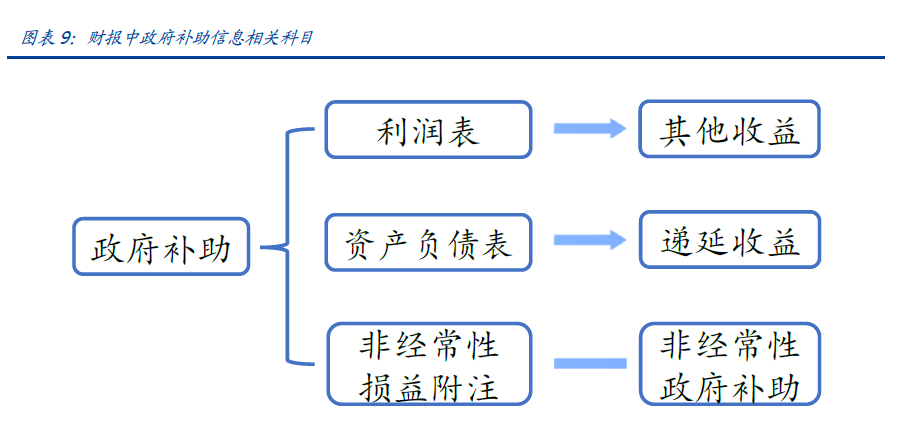 图表 9：财报中政府补助信息相关科目
利润表
其他收益
政府补助
资产负债表
递延收益
非经常性
损益附注
非经常性
政府补助